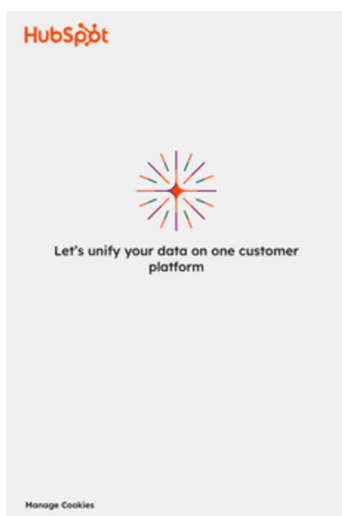 HubSpot
Let's unify your data on one customer
platform
Manage Cookies